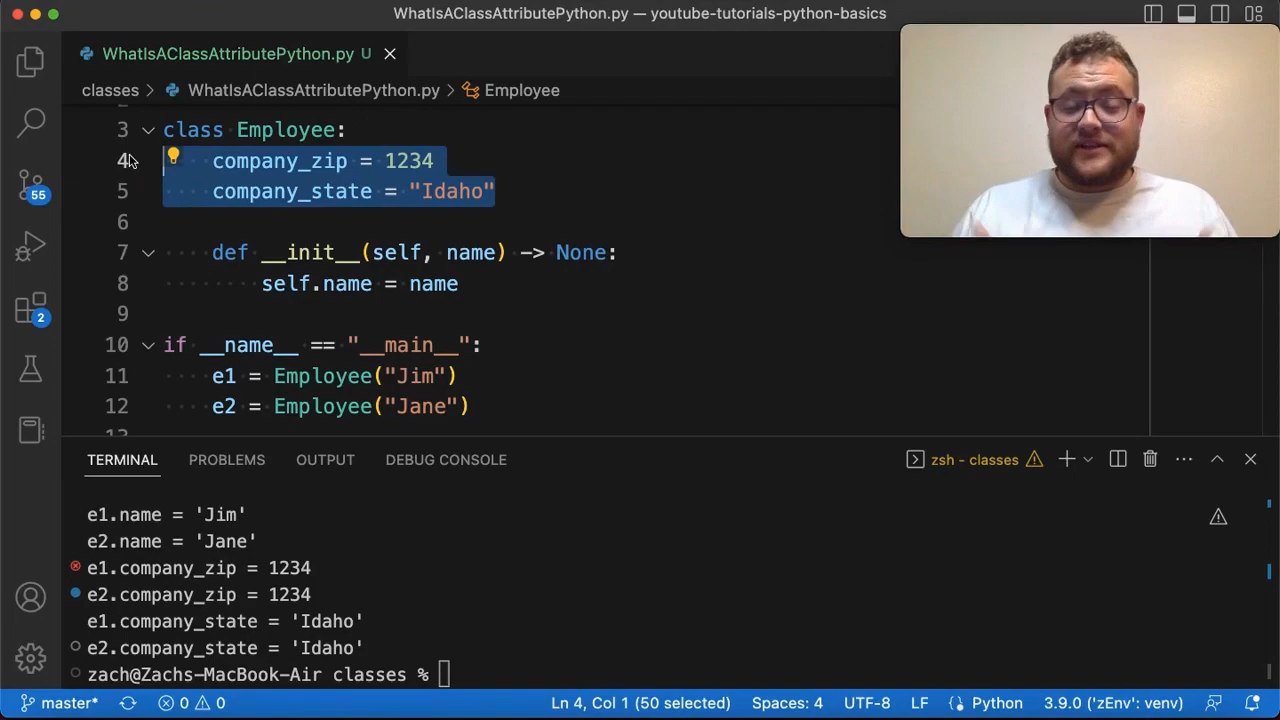 WhatIsAClassAttributePython.py — youtube-tutorials-python-basics
WhatIsAClassAttributePython.py U
classes > WhatIsAClassAttributePython.py > Employee
3 class Employee:
4 company_zip = 1234
5 company_state = "Idaho"
6
7 def __init__(self, name) -> None:
8 self.name = name
9
10 if __name__ == "__main__":
11 e1 = Employee("Jim")
12 e2 = Employee("Jane")
55
2
TERMINAL PROBLEMS OUTPUT DEBUG CONSOLE zsh - classes
e1.name = 'Jim'
e2.name = 'Jane'
e1.company_zip = 1234
e2.company_zip = 1234
e1.company_state = 'Idaho'
e2.company_state = 'Idaho'
zach@Zachs-MacBook-Air classes %
master* 0 0 Ln 4, Col 1 (50 selected) Spaces: 4 UTF-8 LF Python 3.9.0 ('zEnv': venv)